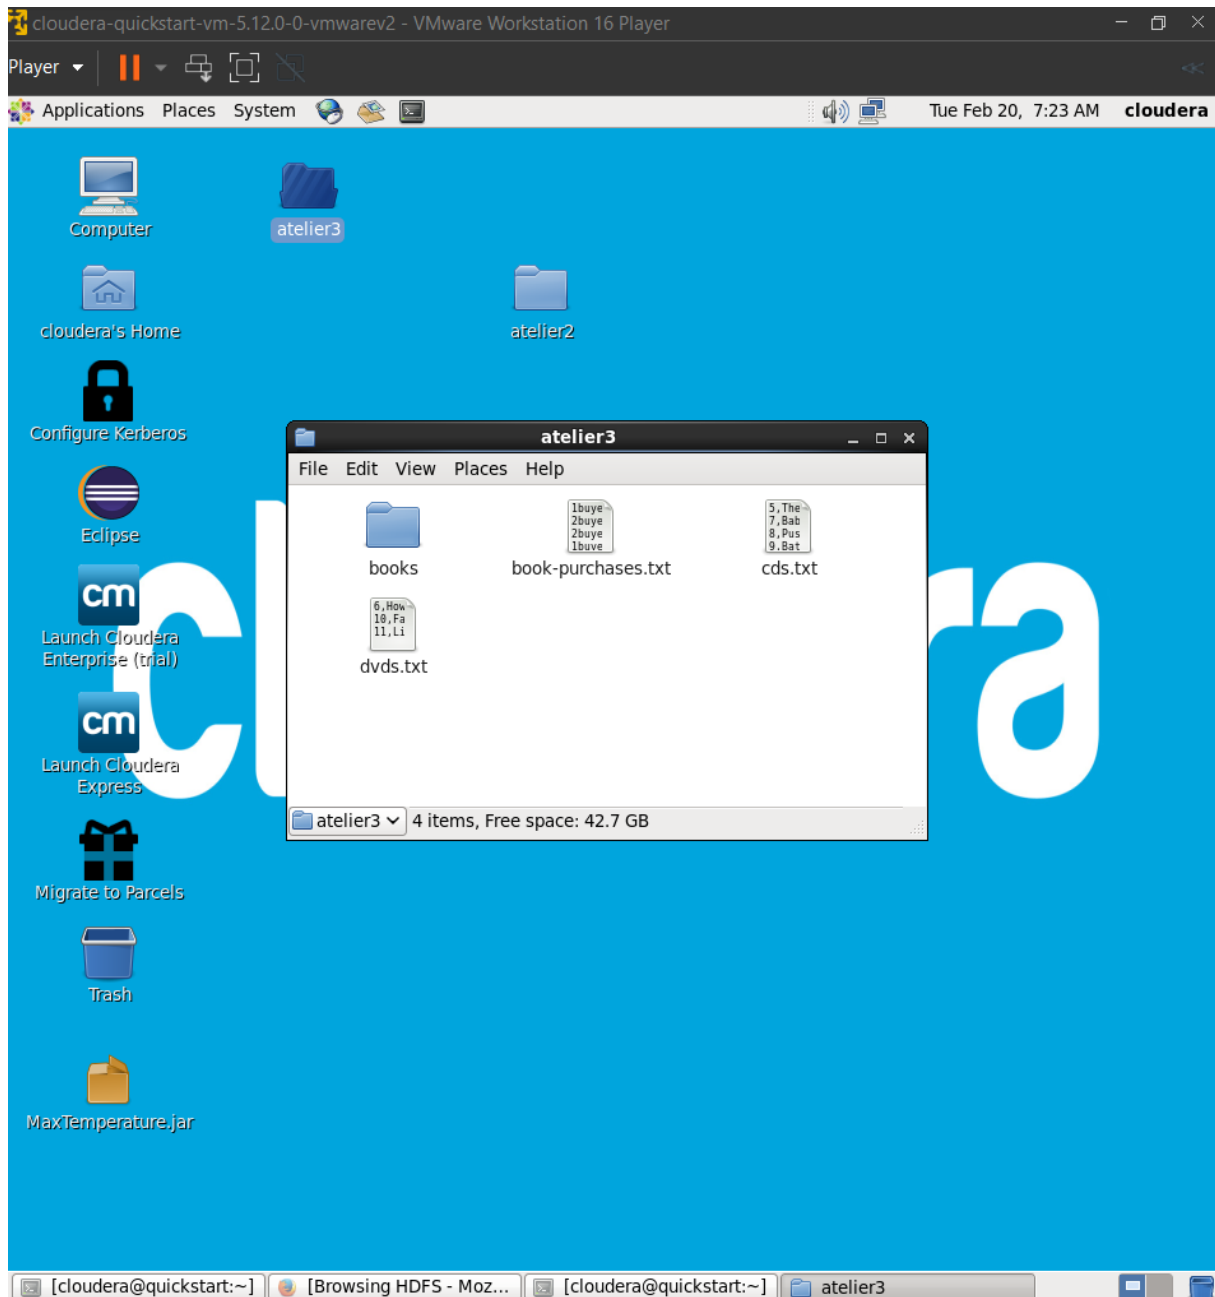 cloudera-quickstart-vm-5.12.0-0-vmwarev2 - VMware Workstation 16 Player
Player
Applications Places System Tue Feb 20, 7:23 AM cloudera
Computer
atelier3
cloudera's Home
atelier2
Configure Kerberos
Eclipse
cm
Launch Cloudera
Enterprise (trial)
cm
Launch Cloudera
Express
Migrate to Parcels
Trash
MaxTemperature.jar
atelier3
File Edit View Places Help
books
1buye
2buye
2buye
1buve
book-purchases.txt
5,The
7,Bab
8,Pus
9.Bat
cds.txt
6,How
10,Fa
11,Li
dvds.txt
atelier3 4 items, Free space: 42.7 GB
[cloudera@quickstart:~] [Browsing HDFS - Moz... [cloudera@quickstart:~] atelier3